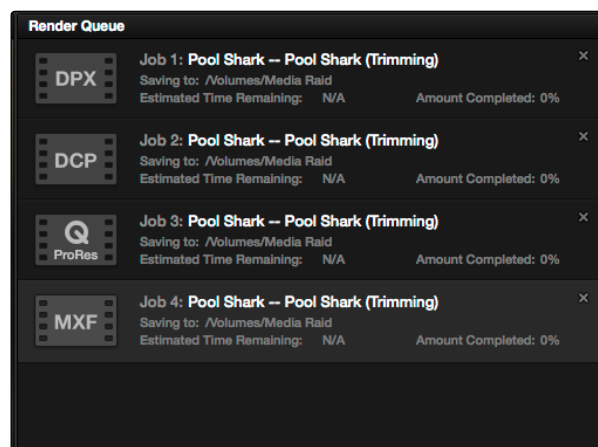 Render Queue
DPX
Job 1: Pool Shark -- Pool Shark (Trimming)
Saving to: /Volumes/Media Raid
Estimated Time Remaining: N/A Amount Completed: 0%
DCP
Job 2: Pool Shark -- Pool Shark (Trimming)
Saving to: /Volumes/Media Raid
Estimated Time Remaining: N/A Amount Completed: 0%
Q
ProRes
Job 3: Pool Shark -- Pool Shark (Trimming)
Saving to: /Volumes/Media Raid
Estimated Time Remaining: N/A Amount Completed: 0%
MXF
Job 4: Pool Shark -- Pool Shark (Trimming)
Saving to: /Volumes/Media Raid
Estimated Time Remaining: N/A Amount Completed: 0%